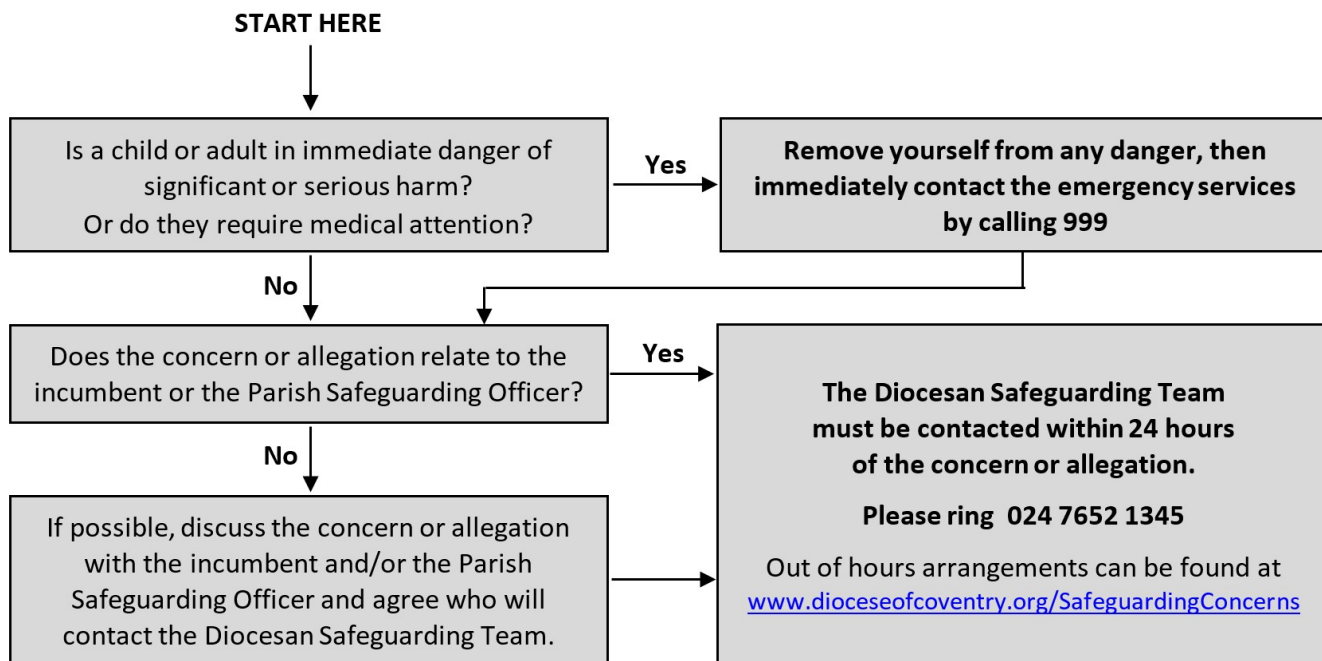 START HERE
Is a child or adult in immediate danger of
significant or serious harm?
Or do they require medical attention?
Yes
Remove yourself from any danger, then
immediately contact the emergency services
by calling 999
No
Does the concern or allegation relate to the
incumbent or the Parish Safeguarding Officer?
Yes
The Diocesan Safeguarding Team
must be contacted within 24 hours
of the concern or allegation.
Please ring 024 7652 1345
Out of hours arrangements can be found at
www.dioceseofcoventry.org/SafeguardingConcerns
No
If possible, discuss the concern or allegation
with the incumbent and/or the Parish
Safeguarding Officer and agree who will
contact the Diocesan Safeguarding Team.